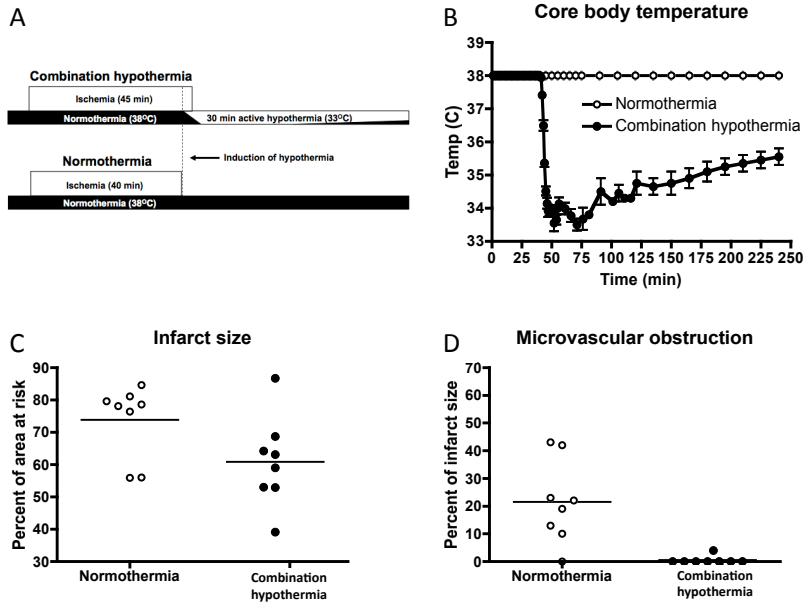 A
Combination hypothermia
Ischemia (45 min)
Normothermia (38ºC)
30 min active hypothermia (33ºC)
Normothermia
Induction of hypothermia
Ischemia (40 min)
Normothermia (38ºC)
B
Core body temperature
Temp (C)
39
38
37
36
35
34
33
Normothermia
Combination hypothermia
0
25
50
75
100
125
150
175
200
225
250
Time (min)
C
Infarct size
Percent of area at risk
90
80
70
60
50
40
30
Normothermia
Combination
hypothermia
D
Microvascular obstruction
Percent of infarct size
70
60
50
40
30
20
10
0
Normothermia
Combination
hypothermia